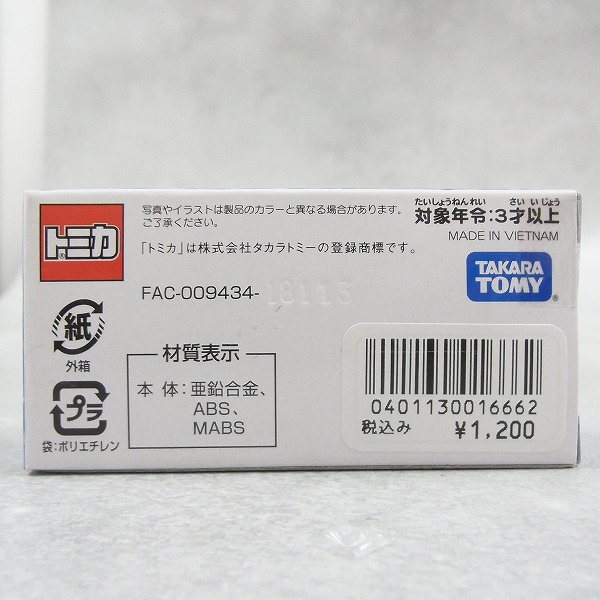 トミカ
®
写真やイラストは製品のカラーと異なる場合があります。
ご了承ください。
「トミカ」は株式会社タカラトミーの登録商標です。
たいしょうねんれい さい いじょう
対象年令:3才以上
MADE IN VIETNAM
TAKARA
TOMY
®
FAC-009434-
紙
外箱
プラ
袋:ポリエチレン
材質表示
本 体:亜鉛合金、
ABS、
MABS
0401130016662
税込み ¥1,200